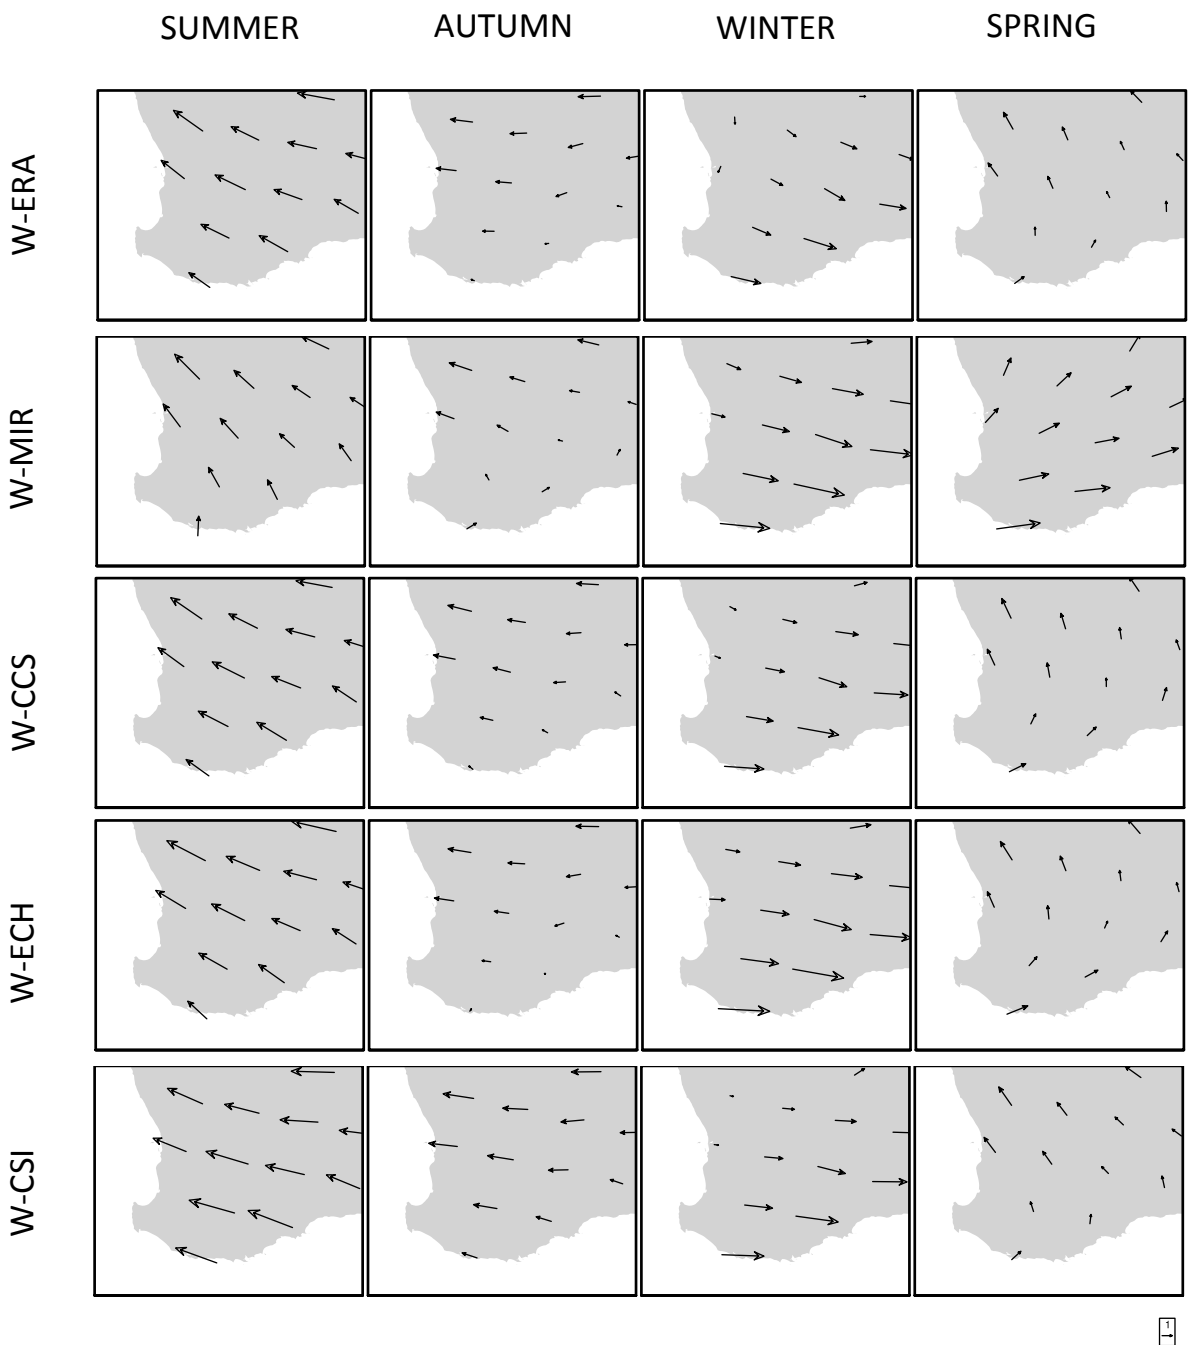 SUMMER AUTUMN WINTER SPRING
W-ERA
W-MIR
W-CCS
W-ECH
W-CSI
1